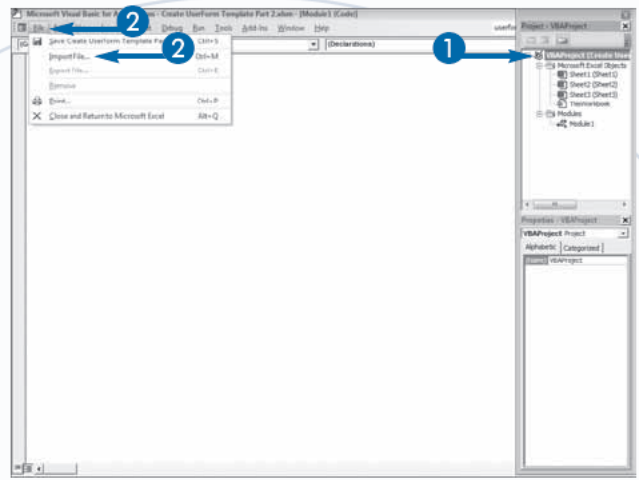 Microsoft Visual Basic for Applications - Create UserForm Template Part 2.xlsm - [Module1 (Code)]
File Debug Run Tools Add-Ins Window Help
(Declarations)
Save Create UserForm Template Ctrl+S
Import File... Ctrl+M
Export File... Ctrl+E
Remove
Print... Ctrl+P
Close and Return to Microsoft Excel Alt+Q
2
2
1
Project - VBAProject
VBAProject (Create User
Microsoft Excel Objects
Sheet1 (Sheet1)
Sheet2 (Sheet2)
Sheet3 (Sheet3)
ThisWorkbook
Modules
Module1
Properties - VBAProject
VBAProject Project
Alphabetic Categorized
(Name) VBAProject